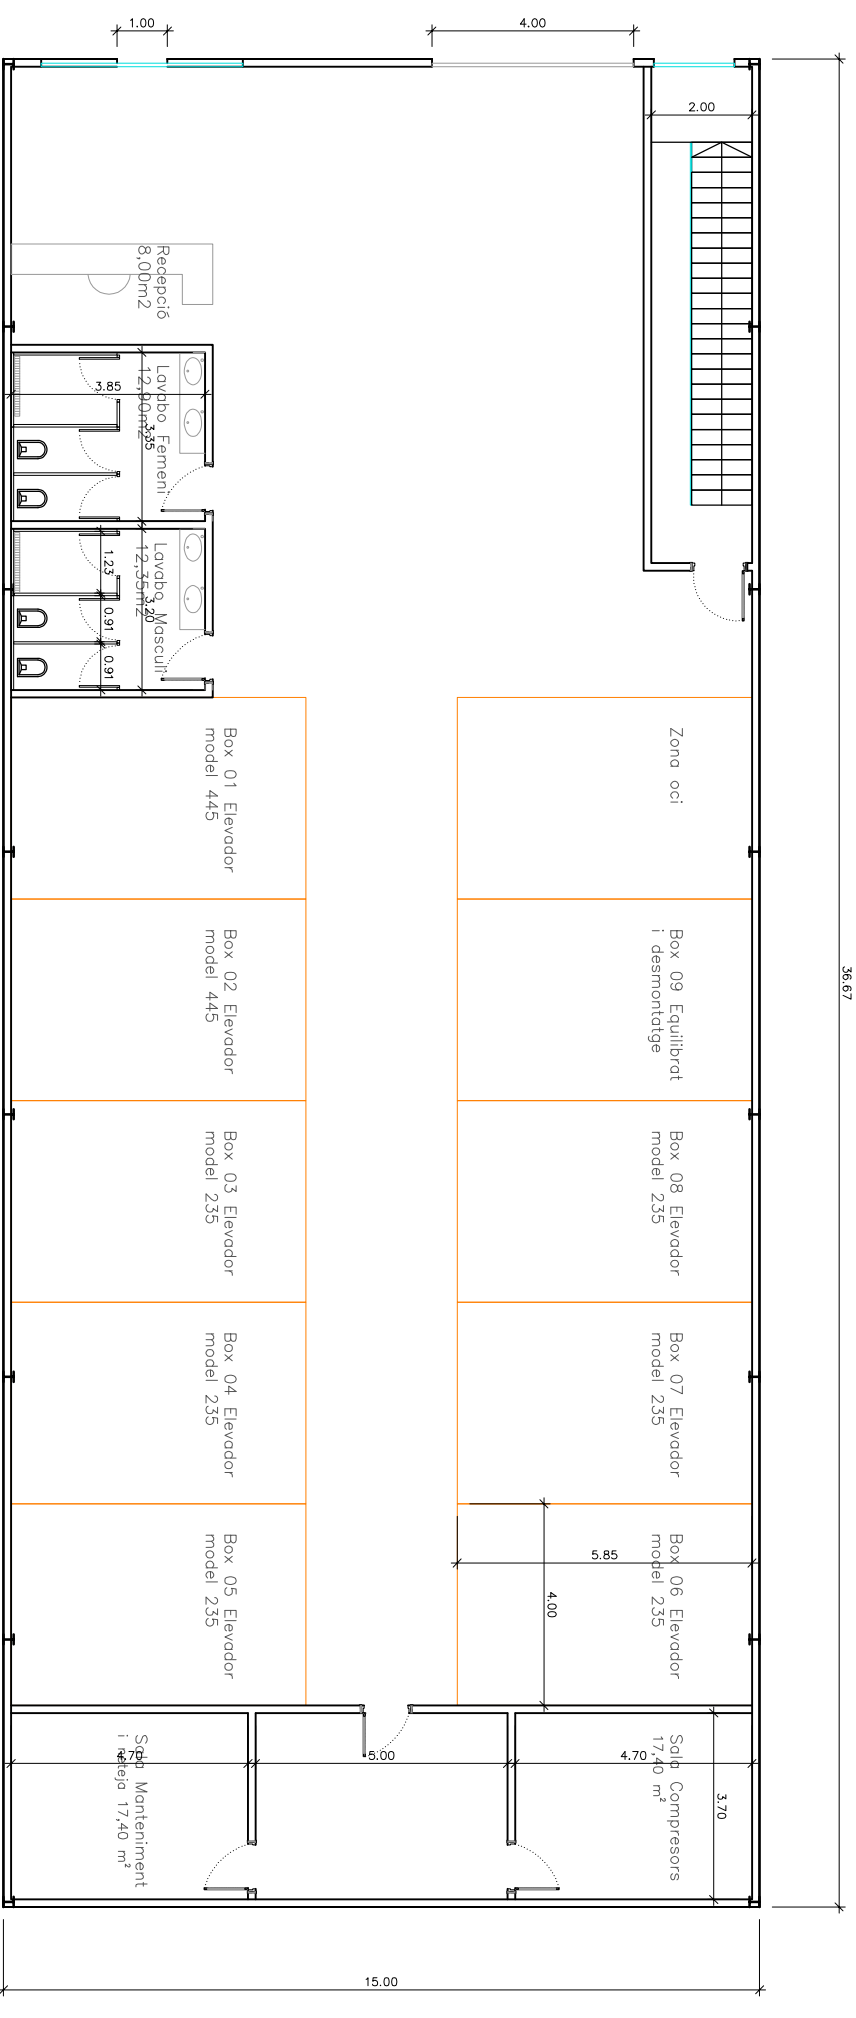 1.00
4.00
2.00
36.67
Recepció
8,00m2
3.85
Lavabo Femení
12,90m2
3.35
Lavabo Masculí
12,35m2
3.20
1.23
0.91
0.91
Box 01 Elevador
model 445
Zona oci
Box 02 Elevador
model 445
Box 09 Equilibrat
i desmontatge
Box 03 Elevador
model 235
Box 08 Elevador
model 235
Box 04 Elevador
model 235
Box 07 Elevador
model 235
Box 05 Elevador
model 235
Box 06 Elevador
model 235
5.85
4.00
Sala Manteniment
i neteja 17,40 m²
4.70
5.00
4.70
Sala Compresors
17,40 m²
3.70
15.00